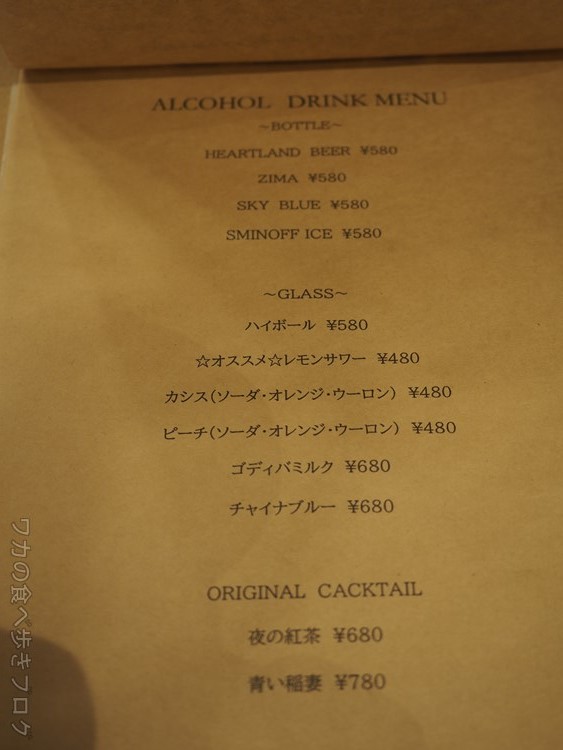 ALCOHOL DRINK MENU
～BOTTLE～
HEARTLAND BEER ¥580
ZIMA ¥580
SKY BLUE ¥580
SMINOFF ICE ¥580
～GLASS～
ハイボール ¥580
☆オススメ☆レモンサワー ¥480
カシス(ソーダ・オレンジ・ウーロン) ¥480
ピーチ(ソーダ・オレンジ・ウーロン) ¥480
ゴディバミルク ¥680
チャイナブルー ¥680
ORIGINAL CACKTAIL
夜の紅茶 ¥680
青い稲妻 ¥780
ワカの食べ歩きブログ